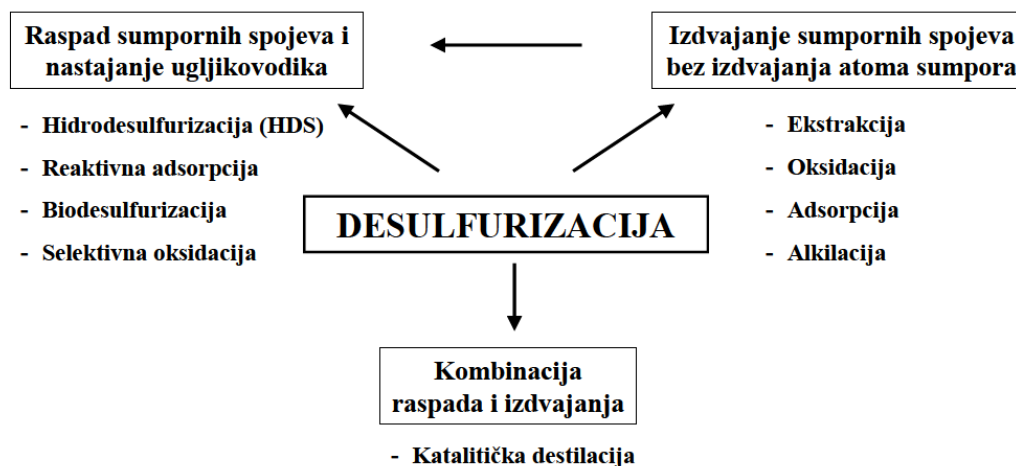 Raspad sumpornih spojeva i
nastajanje ugljikovodika
- Hidrodesulfurizacija (HDS)
- Reaktivna adsorpcija
- Biodesulfurizacija
- Selektivna oksidacija
Izdvajanje sumpornih spojeva
bez izdvajanja atoma sumpora
- Ekstrakcija
- Oksidacija
- Adsorpcija
- Alkilacija
DESULFURIZACIJA
Kombinacija
raspada i izdvajanja
- Katalitička destilacija